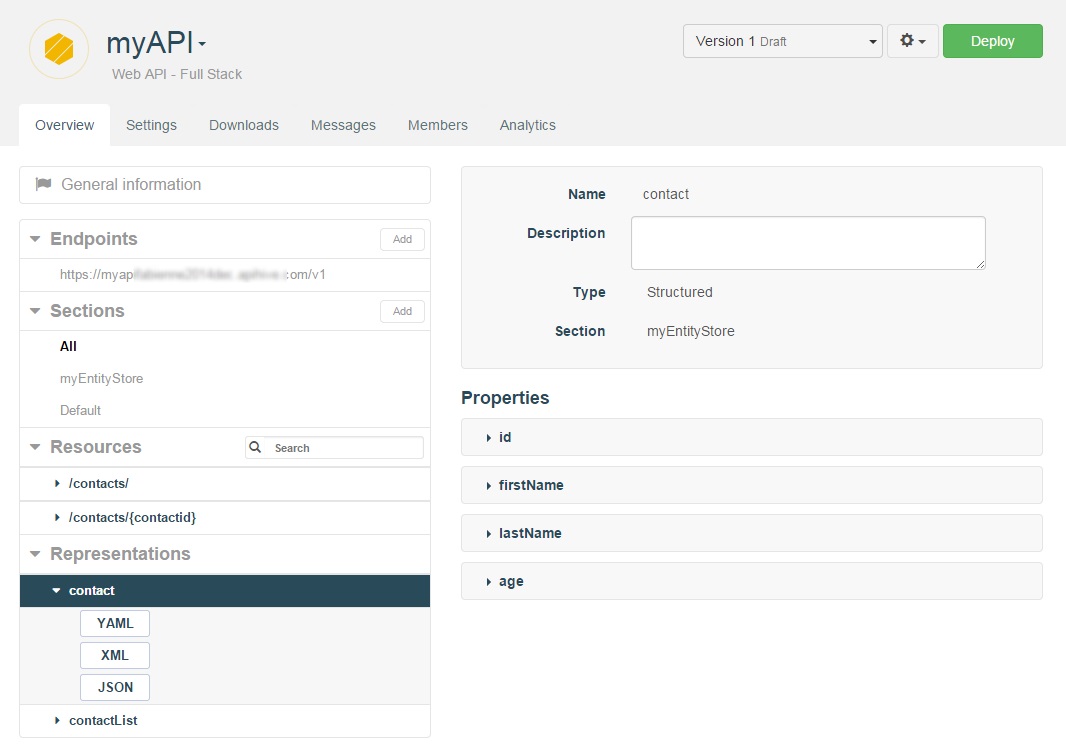 myAPI
Web API - Full Stack
Version 1 Draft
Deploy
Overview
Settings
Downloads
Messages
Members
Analytics
General information
Endpoints
Add
https://myapi om/v1
Sections
Add
All
myEntityStore
Default
Resources
Search
/contacts/
/contacts/{contactid}
Representations
contact
YAML
XML
JSON
contactList
Name
contact
Description
Type
Structured
Section
myEntityStore
Properties
id
firstName
lastName
age